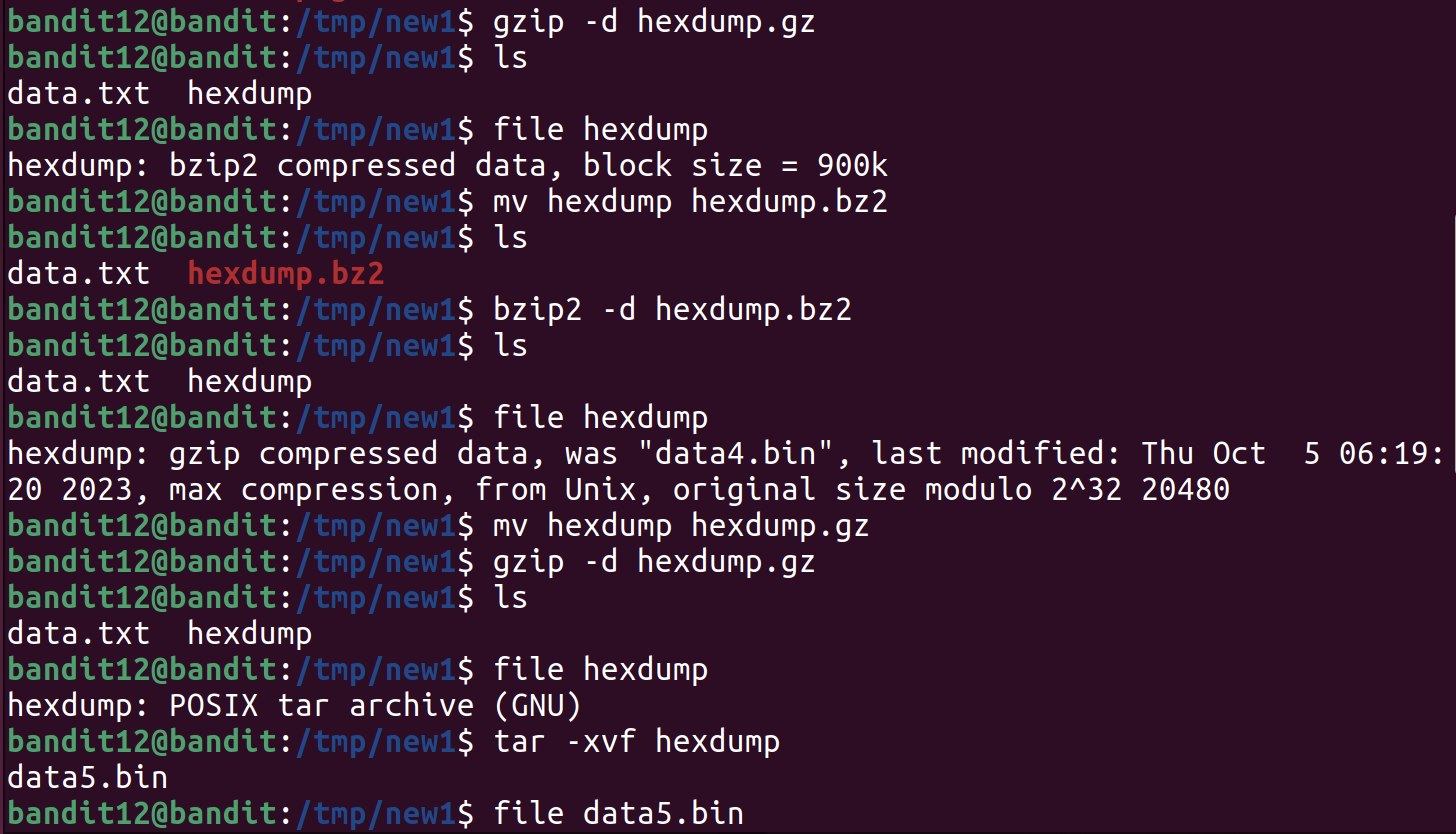 bandit12@bandit:/tmp/new1$ gzip -d hexdump.gz
bandit12@bandit:/tmp/new1$ ls
data.txt  hexdump
bandit12@bandit:/tmp/new1$ file hexdump
hexdump: bzip2 compressed data, block size = 900k
bandit12@bandit:/tmp/new1$ mv hexdump hexdump.bz2
bandit12@bandit:/tmp/new1$ ls
data.txt  hexdump.bz2
bandit12@bandit:/tmp/new1$ bzip2 -d hexdump.bz2
bandit12@bandit:/tmp/new1$ ls
data.txt  hexdump
bandit12@bandit:/tmp/new1$ file hexdump
hexdump: gzip compressed data, was "data4.bin", last modified: Thu Oct  5 06:19:
20 2023, max compression, from Unix, original size modulo 2^32 20480
bandit12@bandit:/tmp/new1$ mv hexdump hexdump.gz
bandit12@bandit:/tmp/new1$ gzip -d hexdump.gz
bandit12@bandit:/tmp/new1$ ls
data.txt  hexdump
bandit12@bandit:/tmp/new1$ file hexdump
hexdump: POSIX tar archive (GNU)
bandit12@bandit:/tmp/new1$ tar -xvf hexdump
data5.bin
bandit12@bandit:/tmp/new1$ file data5.bin